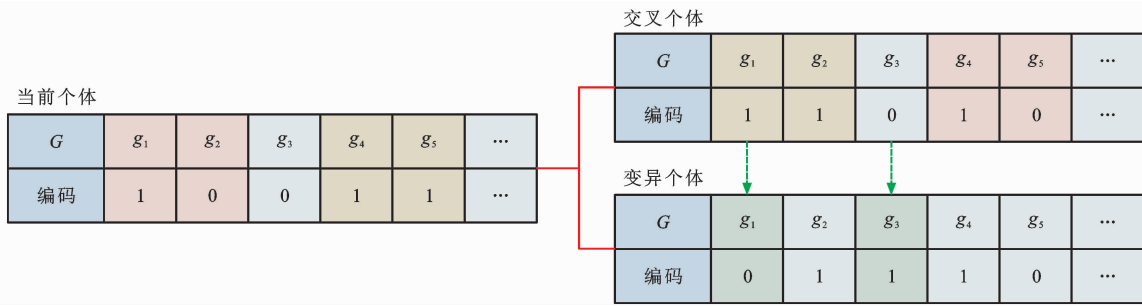 当前个体
G g₁ g₂ g₃ g₄ g₅ ···
编码 1 0 0 1 1 ···
交叉个体
G g₁ g₂ g₃ g₄ g₅ ···
编码 1 1 0 1 0 ···
变异个体
G g₁ g₂ g₃ g₄ g₅ ···
编码 0 1 1 1 0 ···